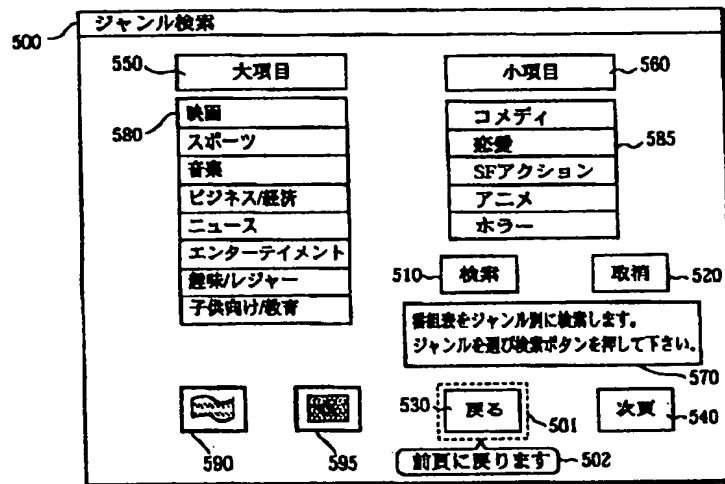 ジャンル検索
500
550
大項目
小項目
560
580
映画
スポーツ
音楽
ビジネス/経済
ニュース
エンターテイメント
趣味/レジャー
子供向け/教育
コメディ
恋愛
SFアクション
アニメ
ホラー
585
510
検索
取消
520
番組表をジャンル別に検索します。
ジャンルを選び検索ボタンを押して下さい。
570
590
595
530
戻る
501
次頁
540
前頁に戻ります
502